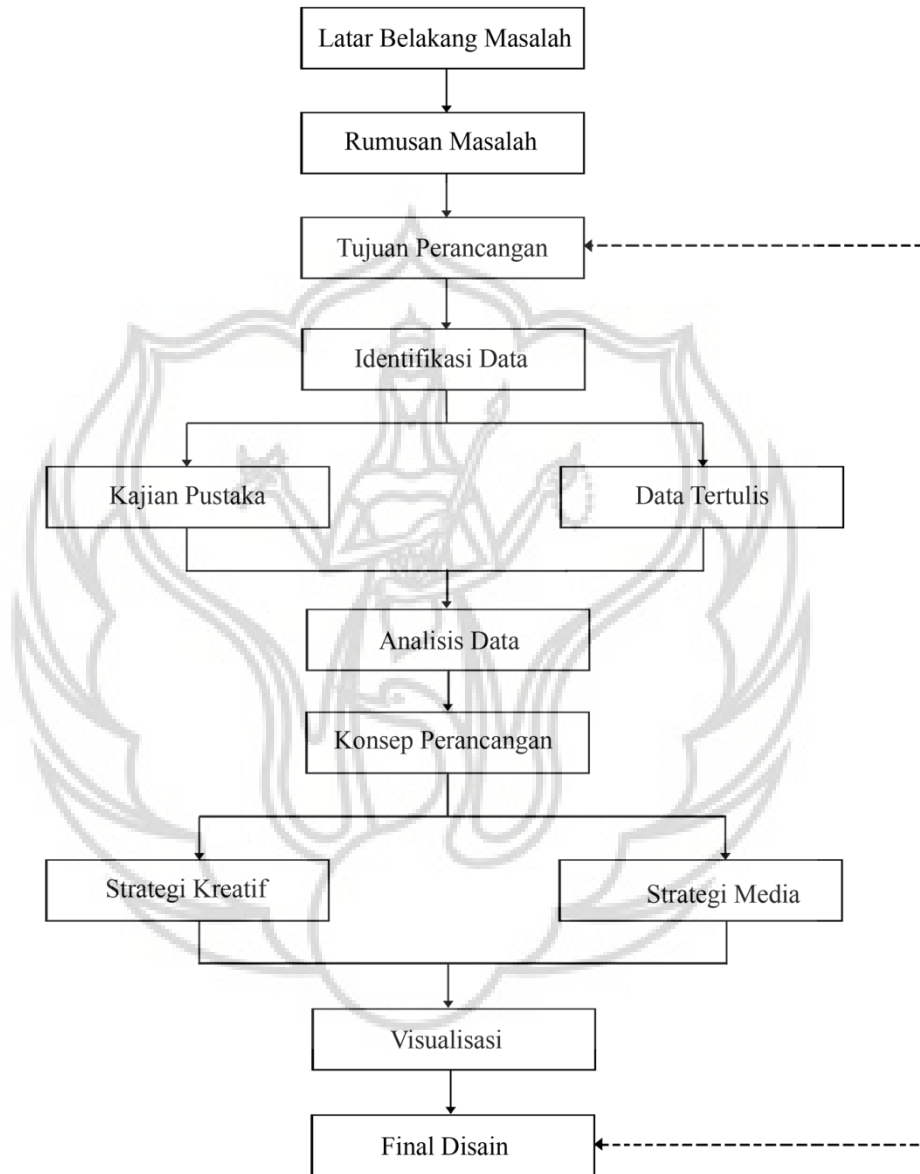 Latar Belakang Masalah
Rumusan Masalah
Tujuan Perancangan
Identifikasi Data
Kajian Pustaka
Data Tertulis
Analisis Data
Konsep Perancangan
Strategi Kreatif
Strategi Media
Visualisasi
Final Disain